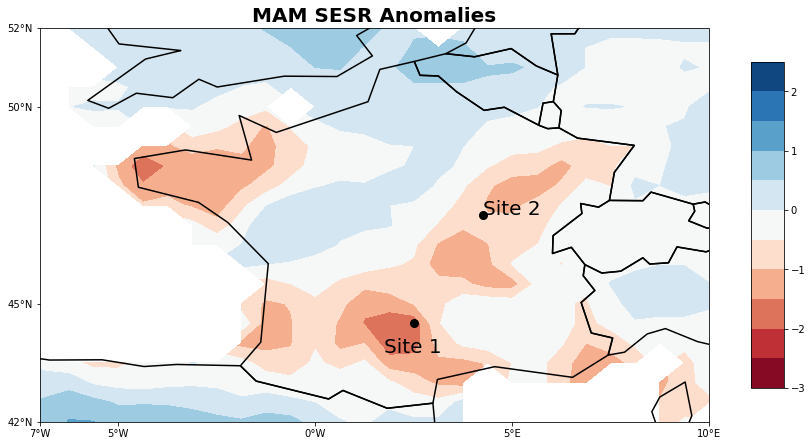 MAM SESR Anomalies
52°N
50°N
45°N
42°N
7°W
5°W
0°W
5°E
10°E
Site 2
Site 1
2
1
0
−1
−2
−3